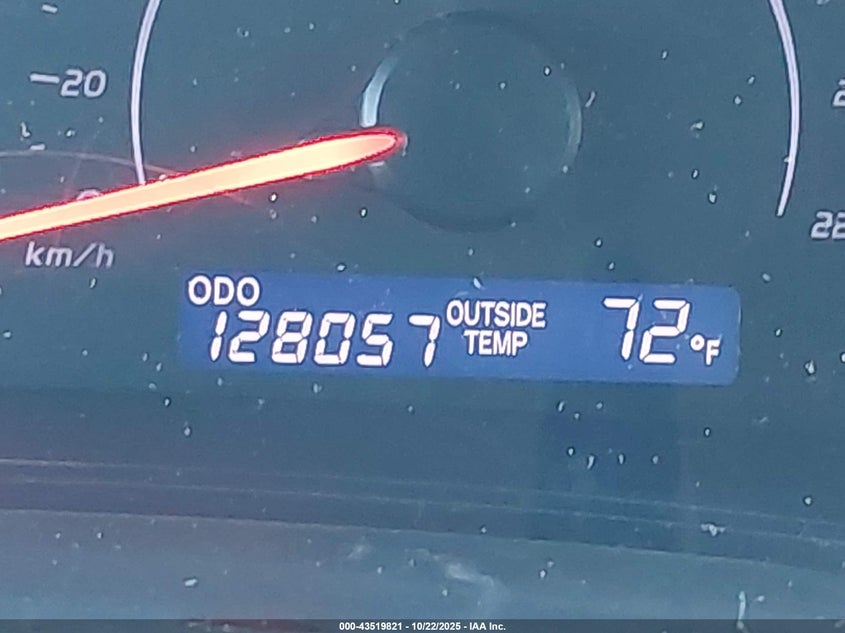 20
km/h
ODO
128057
OUTSIDE
TEMP
72°F
000-43519821 - 10/22/2025 - IAA Inc.